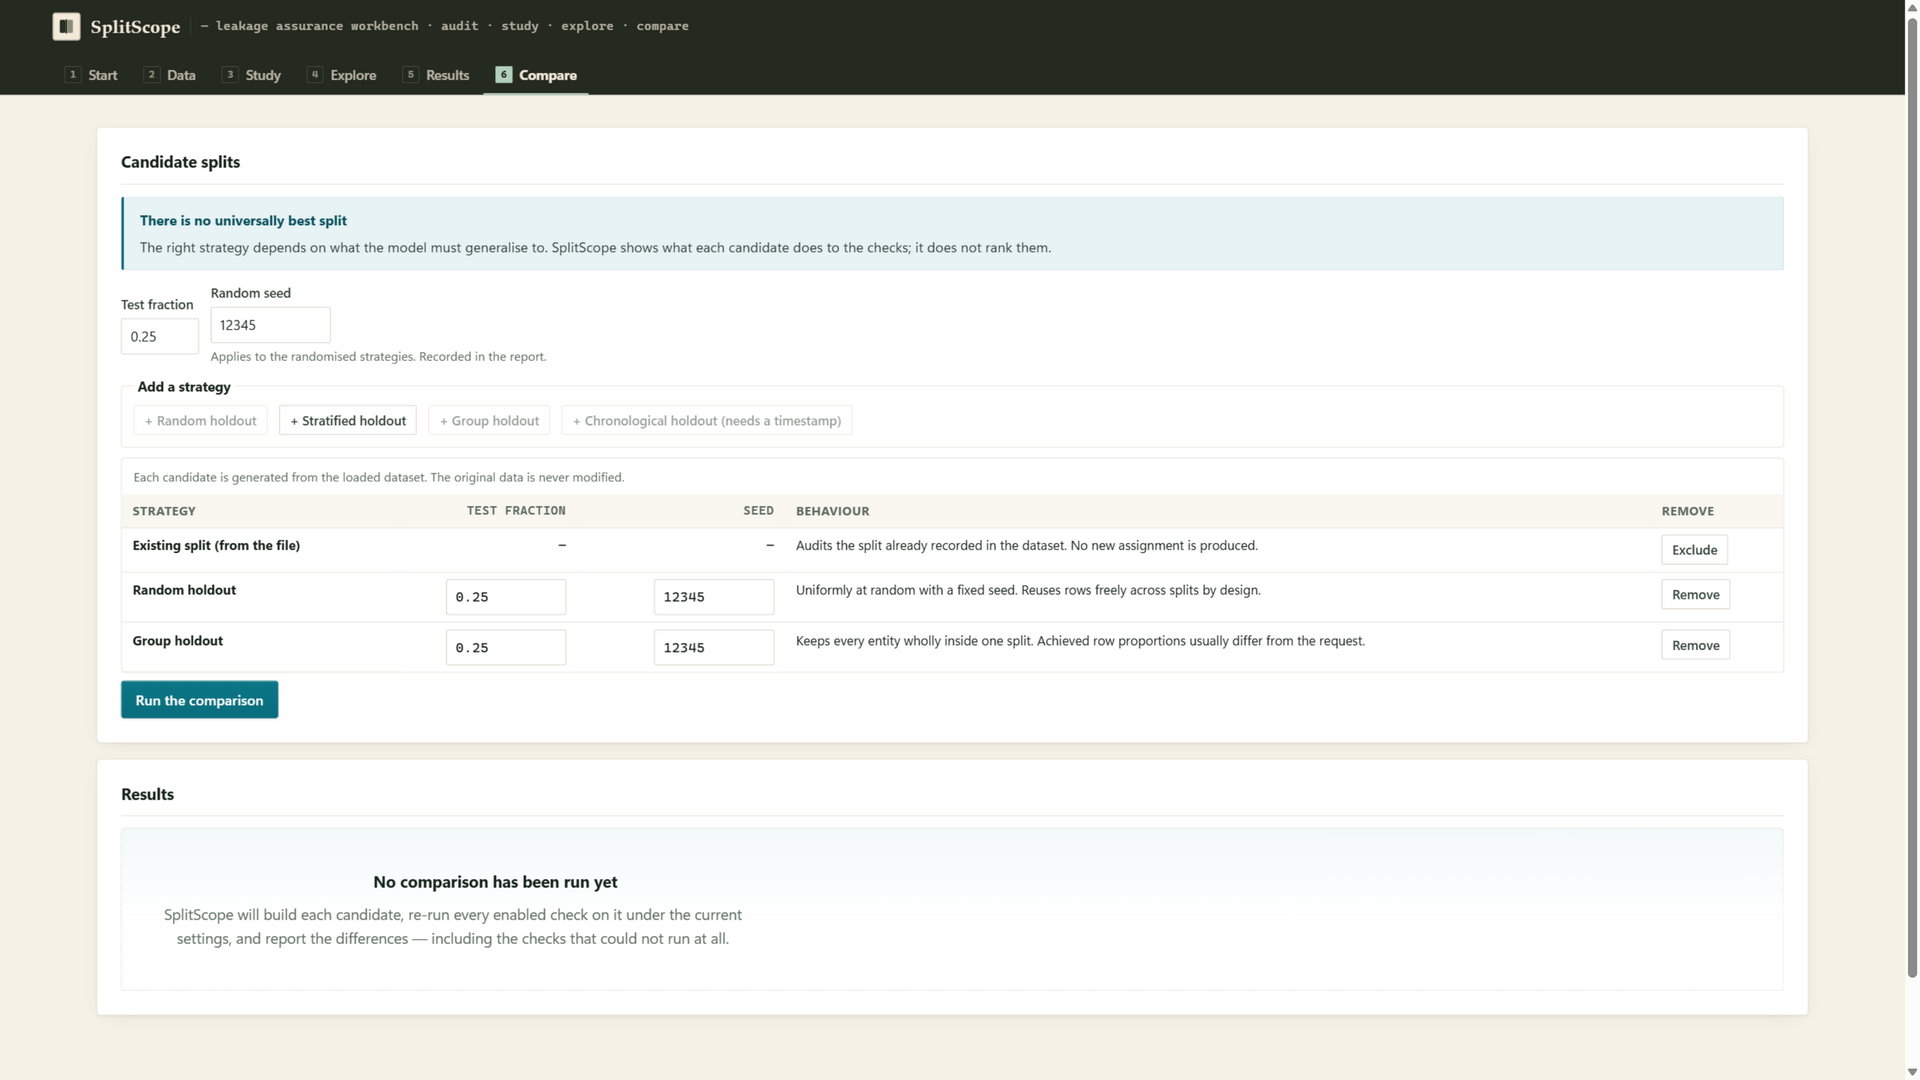 SplitScope — leakage assurance workbench · audit · study · explore · compare
1 Start 2 Data 3 Study 4 Explore 5 Results 6 Compare
Candidate splits
There is no universally best split
The right strategy depends on what the model must generalise to. SplitScope shows what each candidate does to the checks; it does not rank them.
Test fraction
0.25
Random seed
12345
Applies to the randomised strategies. Recorded in the report.
Add a strategy
+ Random holdout + Stratified holdout + Group holdout + Chronological holdout (needs a timestamp)
Each candidate is generated from the loaded dataset. The original data is never modified.
STRATEGY TEST FRACTION SEED BEHAVIOUR REMOVE
Existing split (from the file) — — Audits the split already recorded in the dataset. No new assignment is produced. Exclude
Random holdout 0.25 12345 Uniformly at random with a fixed seed. Reuses rows freely across splits by design. Remove
Group holdout 0.25 12345 Keeps every entity wholly inside one split. Achieved row proportions usually differ from the request. Remove
Run the comparison
Results
No comparison has been run yet
SplitScope will build each candidate, re-run every enabled check on it under the current
settings, and report the differences — including the checks that could not run at all.